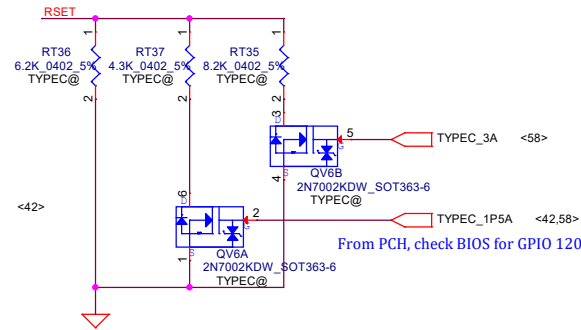 RSET
1
1
1
RT36
RT37
RT35
6.2K_0402_5%
4.3K_0402_5%
8.2K_0402_5%
TYPEC@
TYPEC@
TYPEC@
2
2
2
3
D
5
G
TYPEC_3A
<58>
S
4
QV6B
2N7002KDW_SOT363-6
TYPEC@
<42>
6
D
2
G
TYPEC_1P5A
<42,58>
From PCH, check BIOS for GPIO 120
S
1
QV6A
2N7002KDW_SOT363-6
TYPEC@